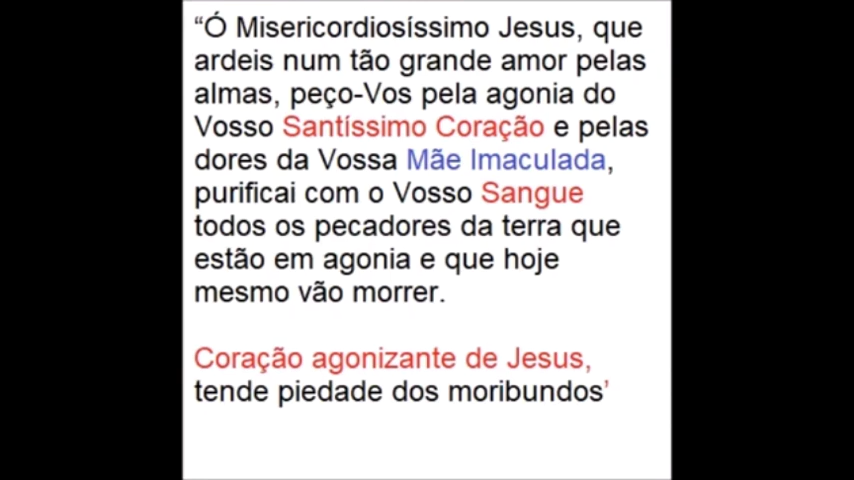 “Ó Misericordiosíssimo Jesus, que
ardeis num tão grande amor pelas
almas, peço-Vos pela agonia do
Vosso Santíssimo Coração e pelas
dores da Vossa Mãe Imaculada,
purificai com o Vosso Sangue
todos os pecadores da terra que
estão em agonia e que hoje
mesmo vão morrer.
Coração agonizante de Jesus,
tende piedade dos moribundos’